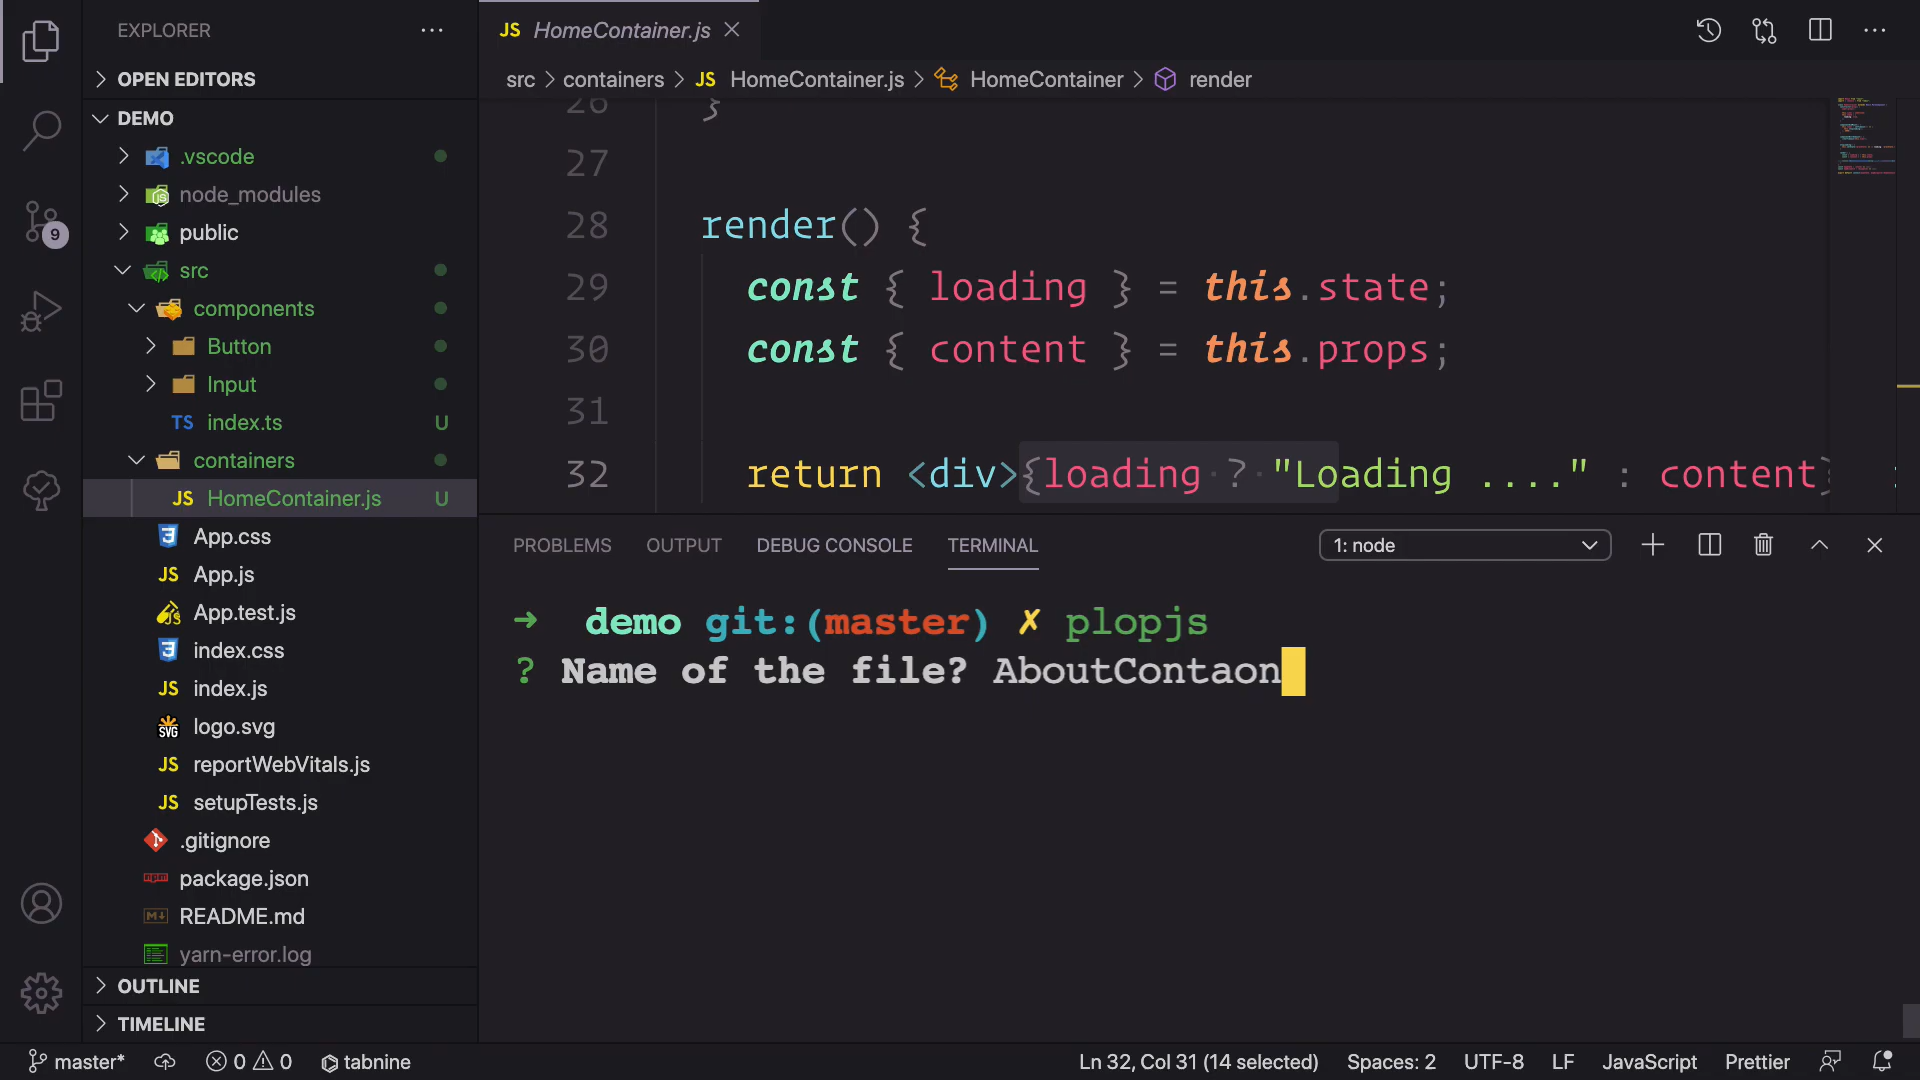 EXPLORER ...
OPEN EDITORS
DEMO
.vscode
node_modules
public
src
components
Button
Input
TS index.ts U
containers
JS HomeContainer.js U
App.css
JS App.js
App.test.js
index.css
JS index.js
SVG logo.svg
JS reportWebVitals.js
JS setupTests.js
.gitignore
package.json
README.md
yarn-error.log
OUTLINE
TIMELINE
9
JS HomeContainer.js
src > containers > JS HomeContainer.js > HomeContainer > render
26 }
27
28 render() {
29 const { loading } = this.state;
30 const { content } = this.props;
31
32 return <div>{loading ? "Loading ...." : content}
PROBLEMS OUTPUT DEBUG CONSOLE TERMINAL 1: node
→ demo git:(master) ✗ plopjs
? Name of the file? AboutContaon
master* 0 0 tabnine Ln 32, Col 31 (14 selected) Spaces: 2 UTF-8 LF JavaScript Prettier